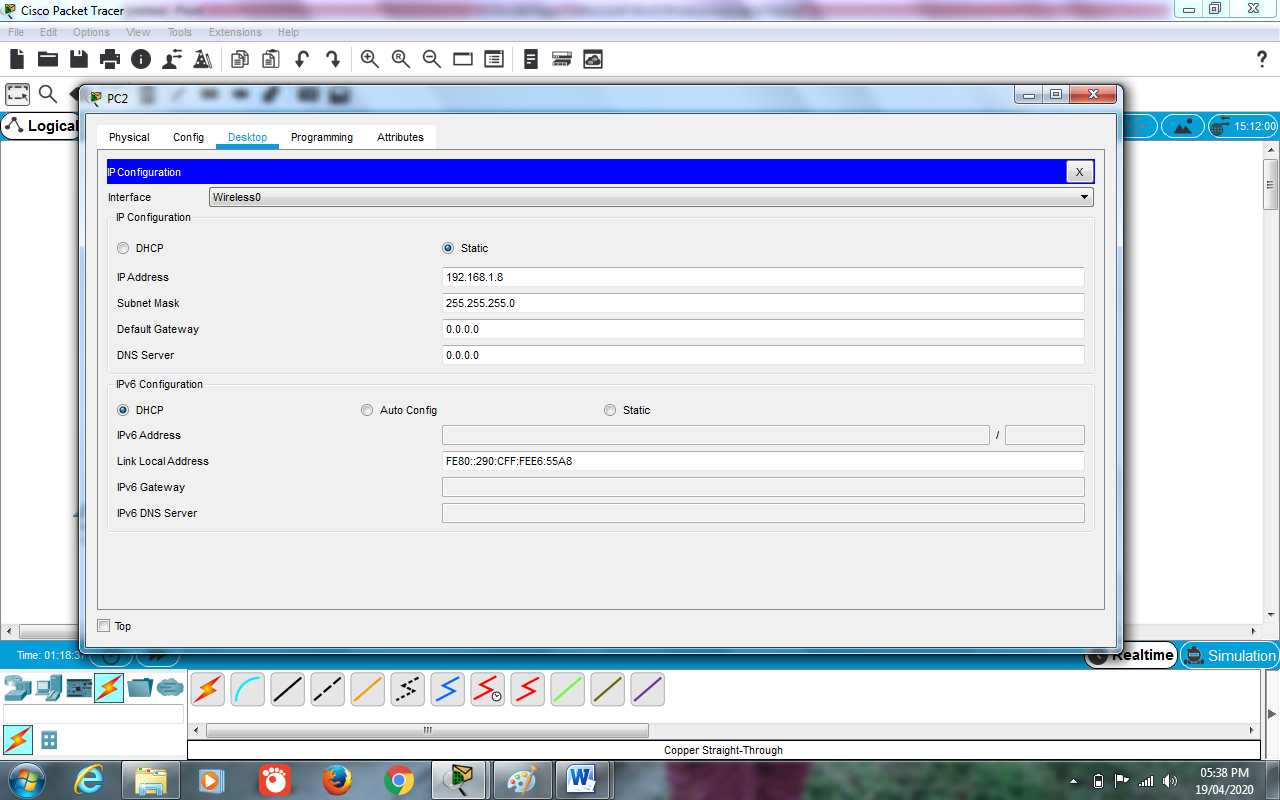 Cisco Packet Tracer
File Edit Options View Tools Extensions Help
PC2
Logical
15:12:00
Physical Config Desktop Programming Attributes
IP Configuration X
Interface Wireless0
IP Configuration
DHCP Static
IP Address 192.168.1.8
Subnet Mask 255.255.255.0
Default Gateway 0.0.0.0
DNS Server 0.0.0.0
IPv6 Configuration
DHCP Auto Config Static
IPv6 Address /
Link Local Address FE80::290:CFF:FEE6:55A8
IPv6 Gateway
IPv6 DNS Server
Top
Time: 01:18:3
Realtime Simulation
Copper Straight-Through
05:38 PM
19/04/2020